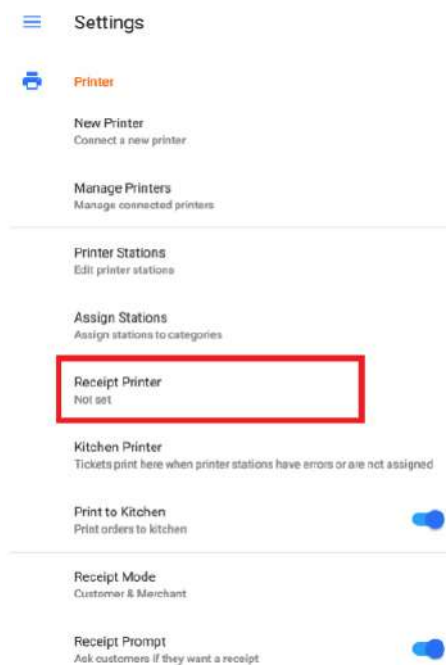 Settings
Printer
New Printer
Connect a new printer
Manage Printers
Manage connected printers
Printer Stations
Edit printer stations
Assign Stations
Assign stations to categories
Receipt Printer
Not set
Kitchen Printer
Tickets print here when printer stations have errors or are not assigned
Print to Kitchen
Print orders to kitchen
Receipt Mode
Customer & Merchant
Receipt Prompt
Ask customers if they want a receipt